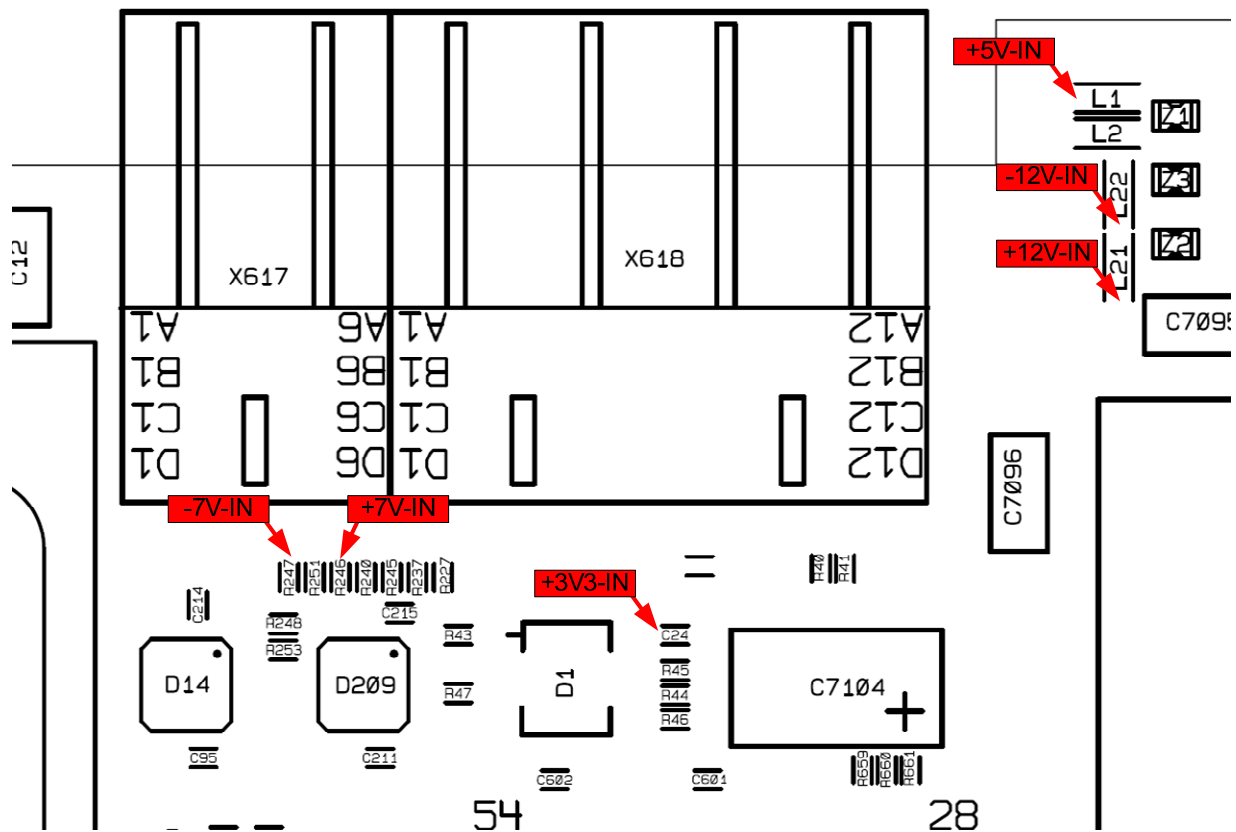 +5V-IN
L1
Z1
L2
-12V-IN
L22
Z3
+12V-IN
L21
Z2
C12
X617
X618
C7095
A1
A6
A1
A12
B1
B6
B1
B12
C1
C6
C1
C12
D1
D6
D1
D12
C7096
-7V-IN
+7V-IN
+3V3-IN
R247
R251
R246
R240
R245
R237
R227
R40
R41
C214
R248
C215
R253
R43
C24
R45
D14
D209
R47
D1
R44
R46
C7104
C95
C211
C602
C601
R659
R660
R661
54
28